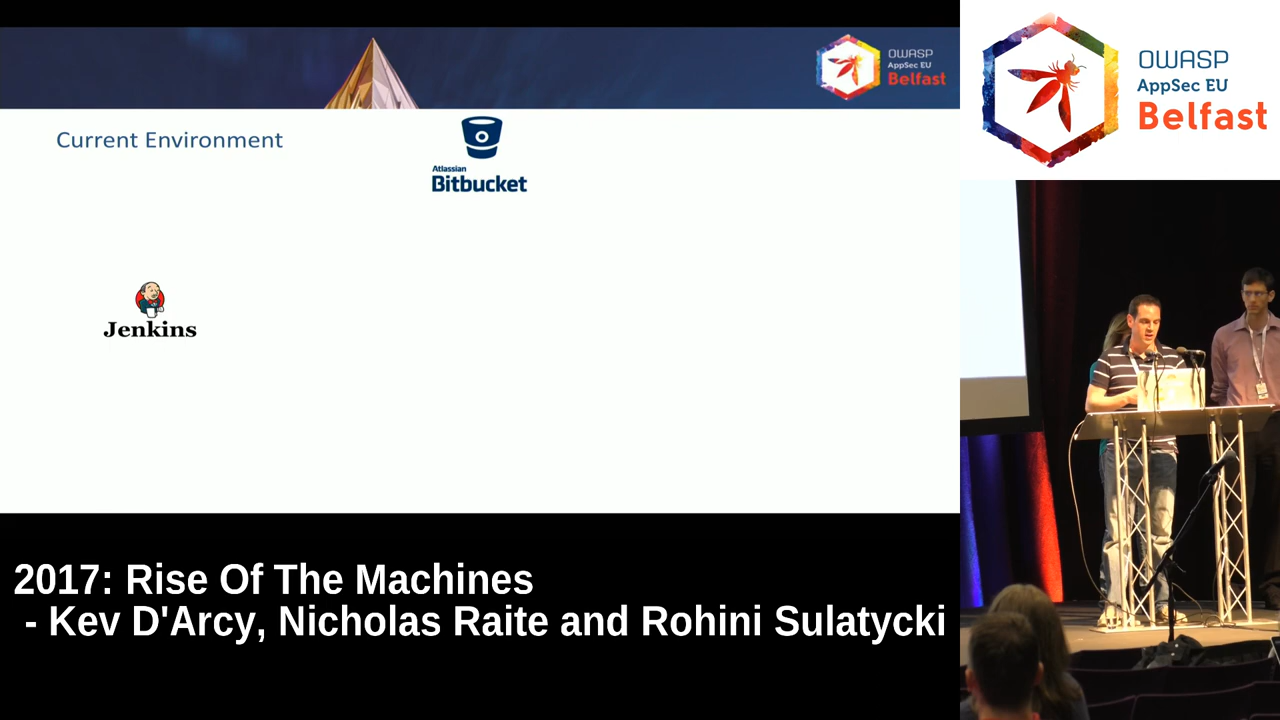 OWASP
AppSec EU
Belfast
Current Environment
Atlassian
Bitbucket
Jenkins
OWASP
AppSec EU
Belfast
2017: Rise Of The Machines
- Kev D'Arcy, Nicholas Raite and Rohini Sulatycki